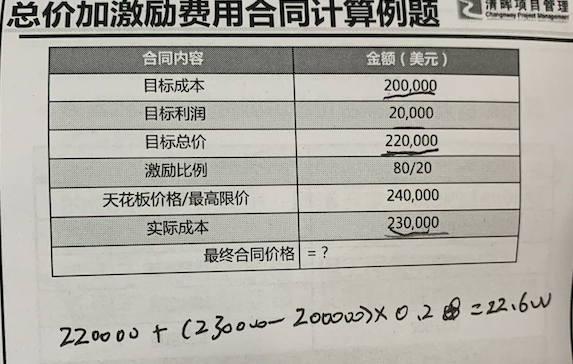 总价加激励费用合同计算例题
清晖项目管理
Changway Project Management
合同内容 金额（美元）
目标成本 200,000
目标利润 20,000
目标总价 220,000
激励比例 80/20
天花板价格/最高限价 240,000
实际成本 230,000
最终合同价格 = ?
220000 + (230000 - 200000) × 0.2 = 22.6W